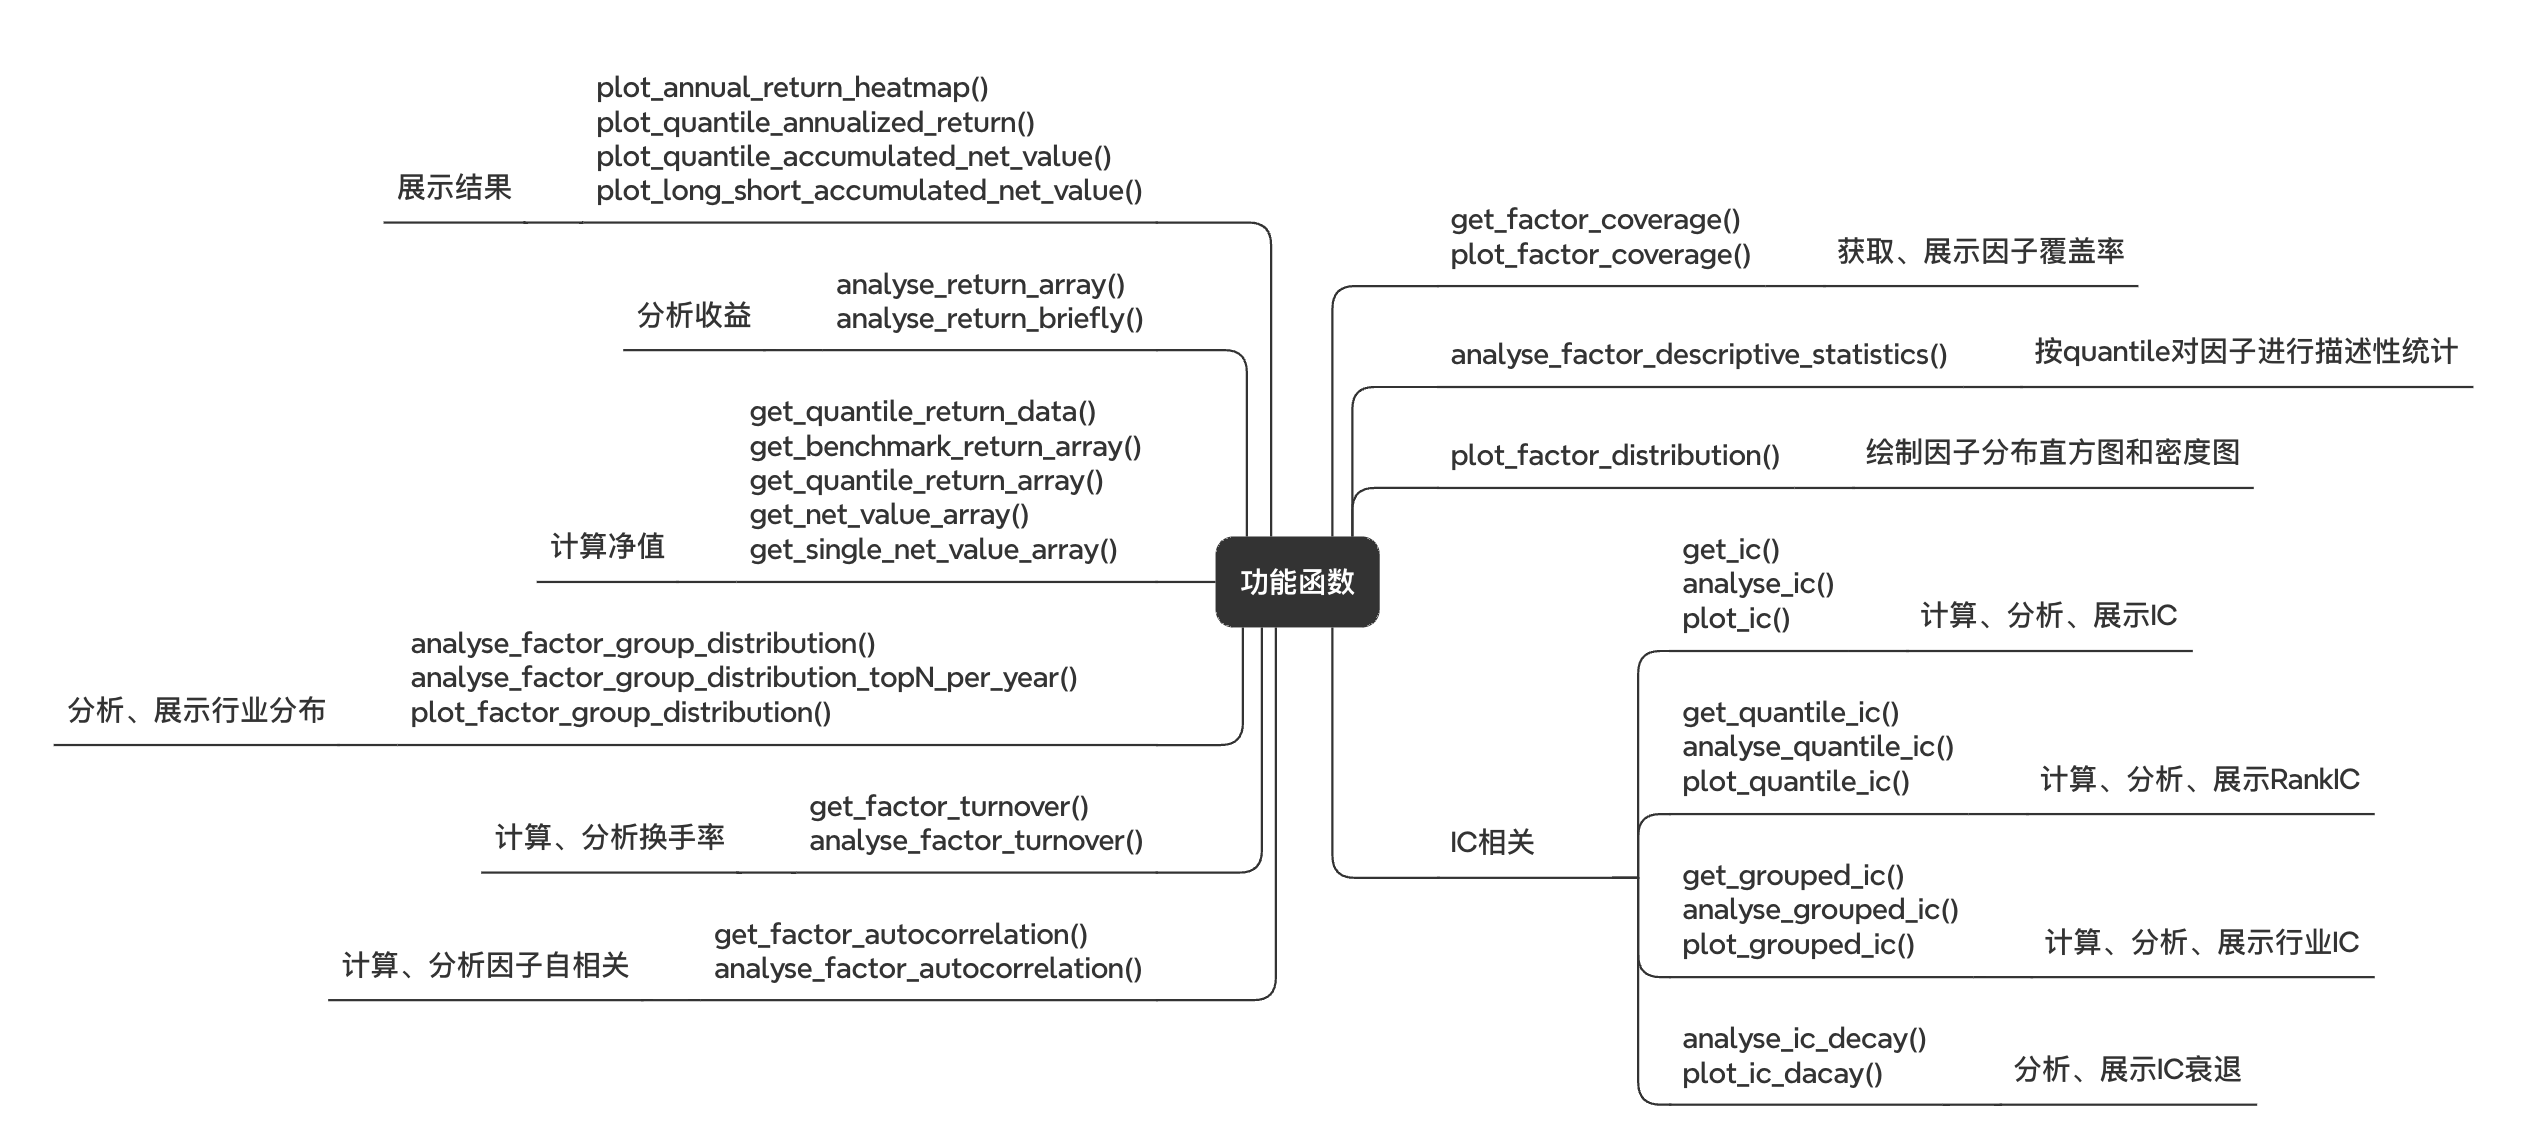 功能函数
plot_annual_return_heatmap()
plot_quantile_annualized_return()
plot_quantile_accumulated_net_value()
plot_long_short_accumulated_net_value()
展示结果
analyse_return_array()
analyse_return_briefly()
分析收益
get_quantile_return_data()
get_benchmark_return_array()
get_quantile_return_array()
get_net_value_array()
get_single_net_value_array()
计算净值
analyse_factor_group_distribution()
analyse_factor_group_distribution_topN_per_year()
plot_factor_group_distribution()
分析、展示行业分布
get_factor_turnover()
analyse_factor_turnover()
计算、分析换手率
get_factor_autocorrelation()
analyse_factor_autocorrelation()
计算、分析因子自相关
get_factor_coverage()
plot_factor_coverage()
获取、展示因子覆盖率
analyse_factor_descriptive_statistics()
按quantile对因子进行描述性统计
plot_factor_distribution()
绘制因子分布直方图和密度图
IC相关
get_ic()
analyse_ic()
plot_ic()
计算、分析、展示IC
get_quantile_ic()
analyse_quantile_ic()
plot_quantile_ic()
计算、分析、展示RankIC
get_grouped_ic()
analyse_grouped_ic()
plot_grouped_ic()
计算、分析、展示行业IC
analyse_ic_decay()
plot_ic_dacay()
分析、展示IC衰退